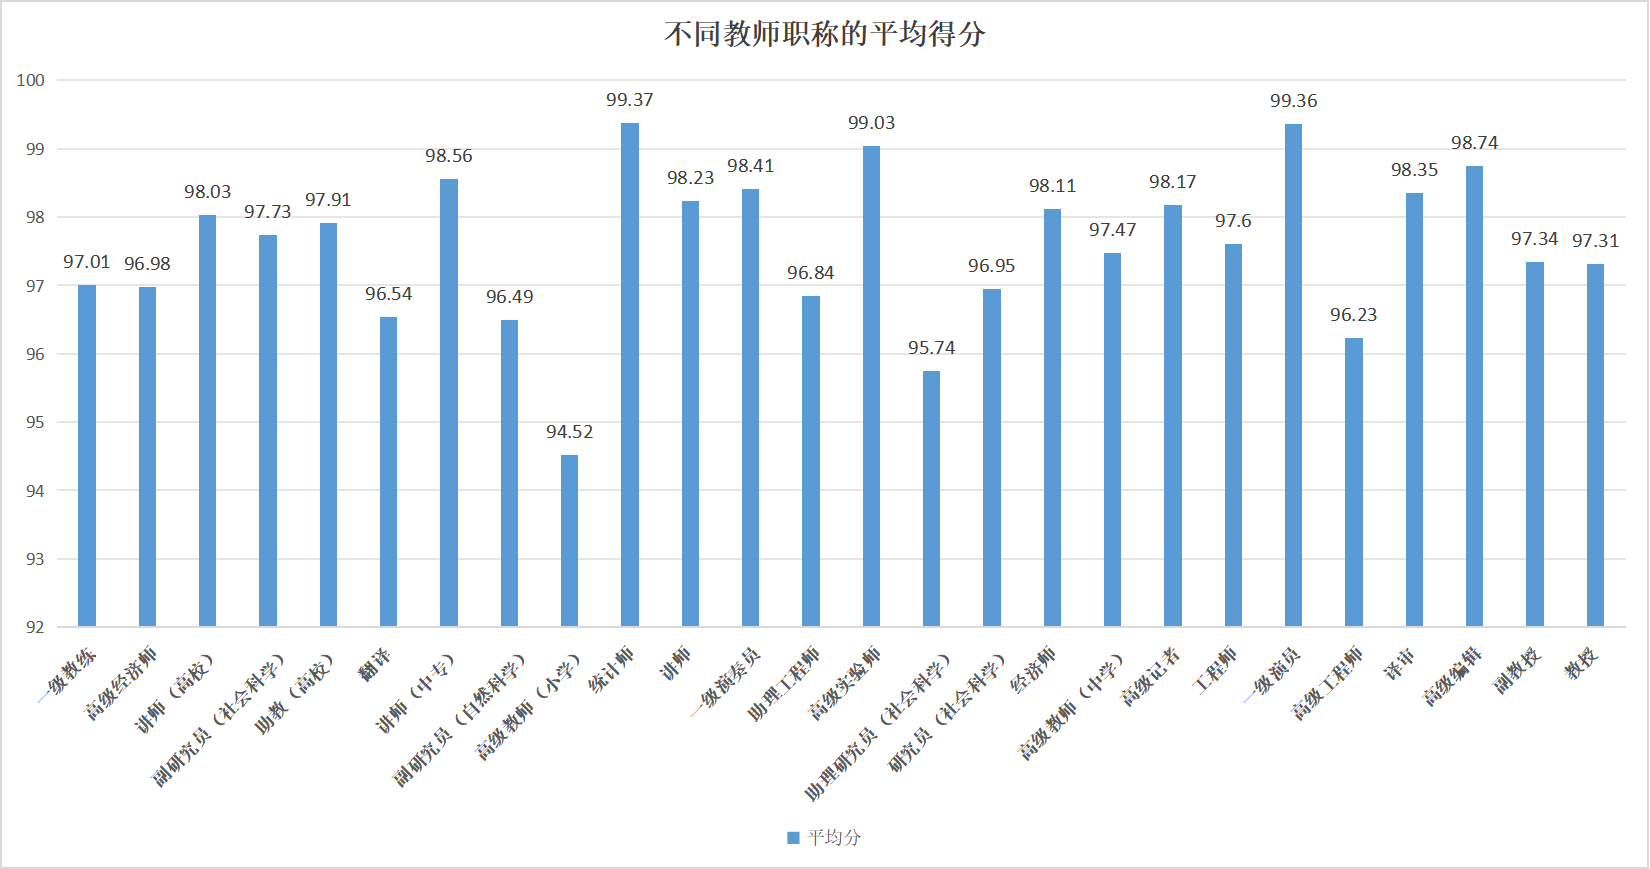 不同教师职称的平均得分
100
99
98
97
96
95
94
93
92
97.01
96.98
98.03
97.73
97.91
96.54
98.56
96.49
94.52
99.37
98.23
98.41
96.84
99.03
95.74
96.95
98.11
97.47
98.17
97.6
99.36
96.23
98.35
98.74
97.34
97.31
一级教练
高级经济师
讲师（高校）
副研究员（社会科学）
助教（高校）
翻译
讲师（中专）
副研究员（自然科学）
高级教师（小学）
统计师
讲师
一级演奏员
助理工程师
高级实验师
助理研究员（社会科学）
研究员（社会科学）
经济师
高级教师（中学）
高级记者
工程师
一级演员
高级工程师
译审
高级编辑
副教授
教授
平均分